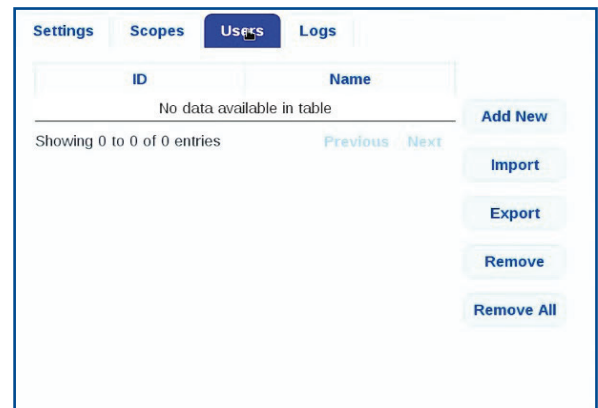 Settings Scopes Users Logs
ID Name
No data available in table
Showing 0 to 0 of 0 entries Previous Next
Add New
Import
Export
Remove
Remove All